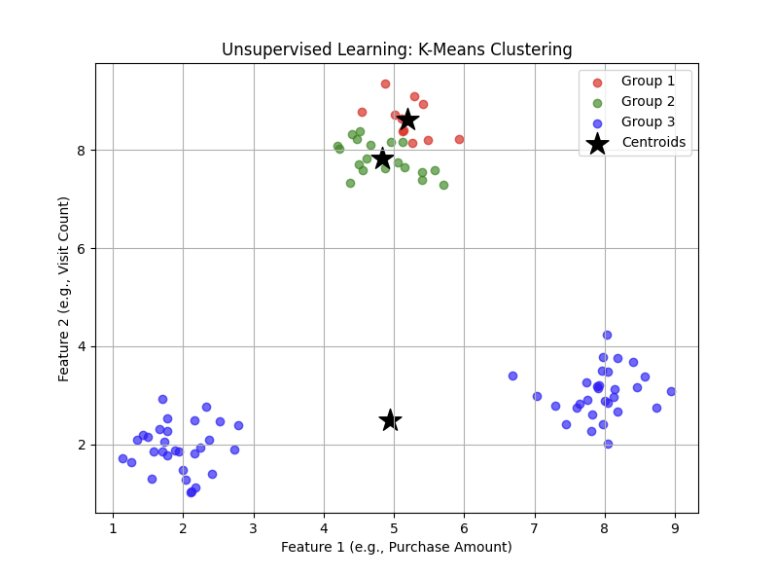 Unsupervised Learning: K-Means Clustering
Group 1
Group 2
Group 3
Centroids
8
6
4
2
Feature 2 (e.g., Visit Count)
1 2 3 4 5 6 7 8 9
Feature 1 (e.g., Purchase Amount)